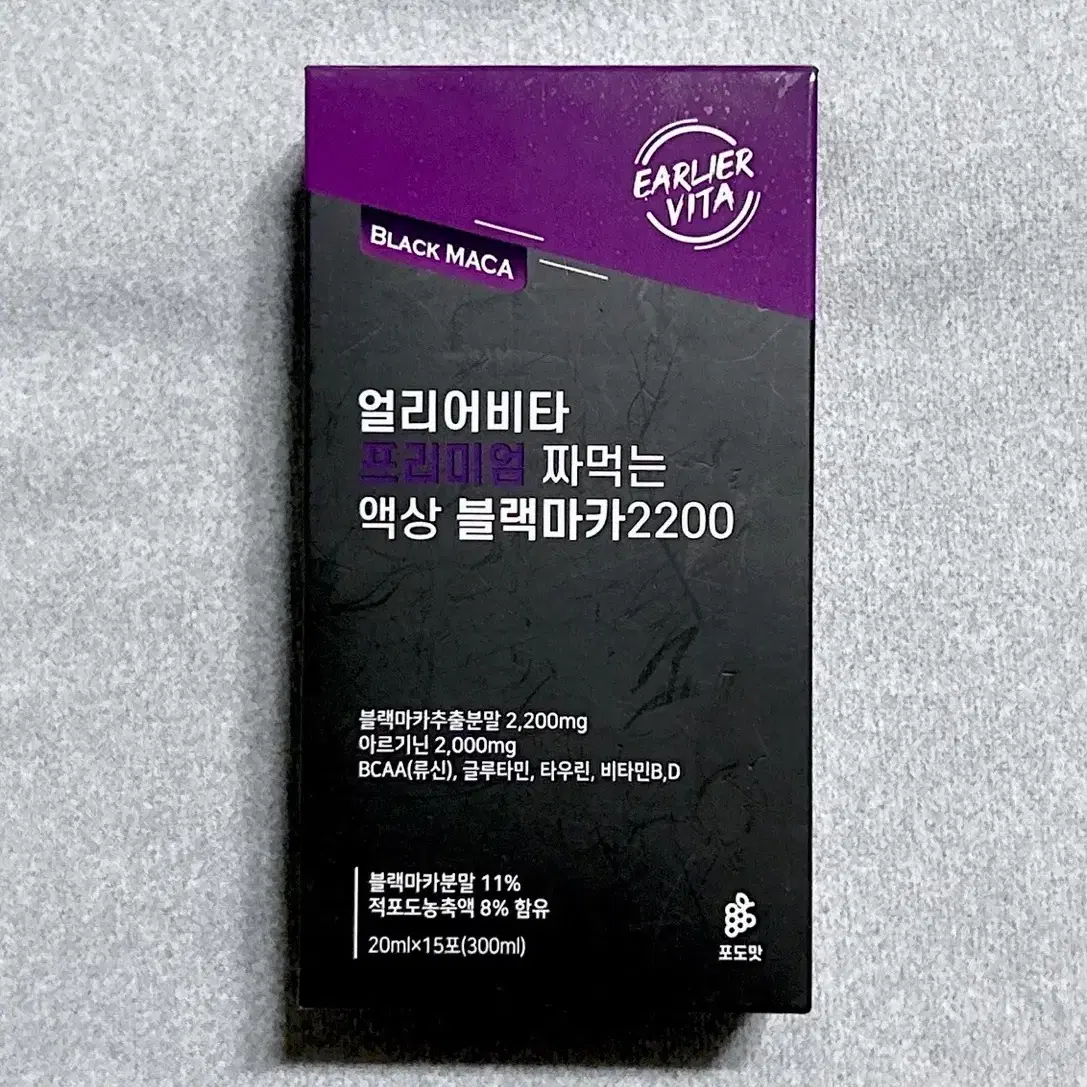 EARLIER
VITA
BLACK MACA
얼리어비타
프리미엄 짜먹는
액상 블랙마카2200
블랙마카추출분말 2,200mg
아르기닌 2,000mg
BCAA(류신), 글루타민, 타우린, 비타민B,D
블랙마카분말 11%
적포도농축액 8% 함유
20ml×15포(300ml)
포도맛